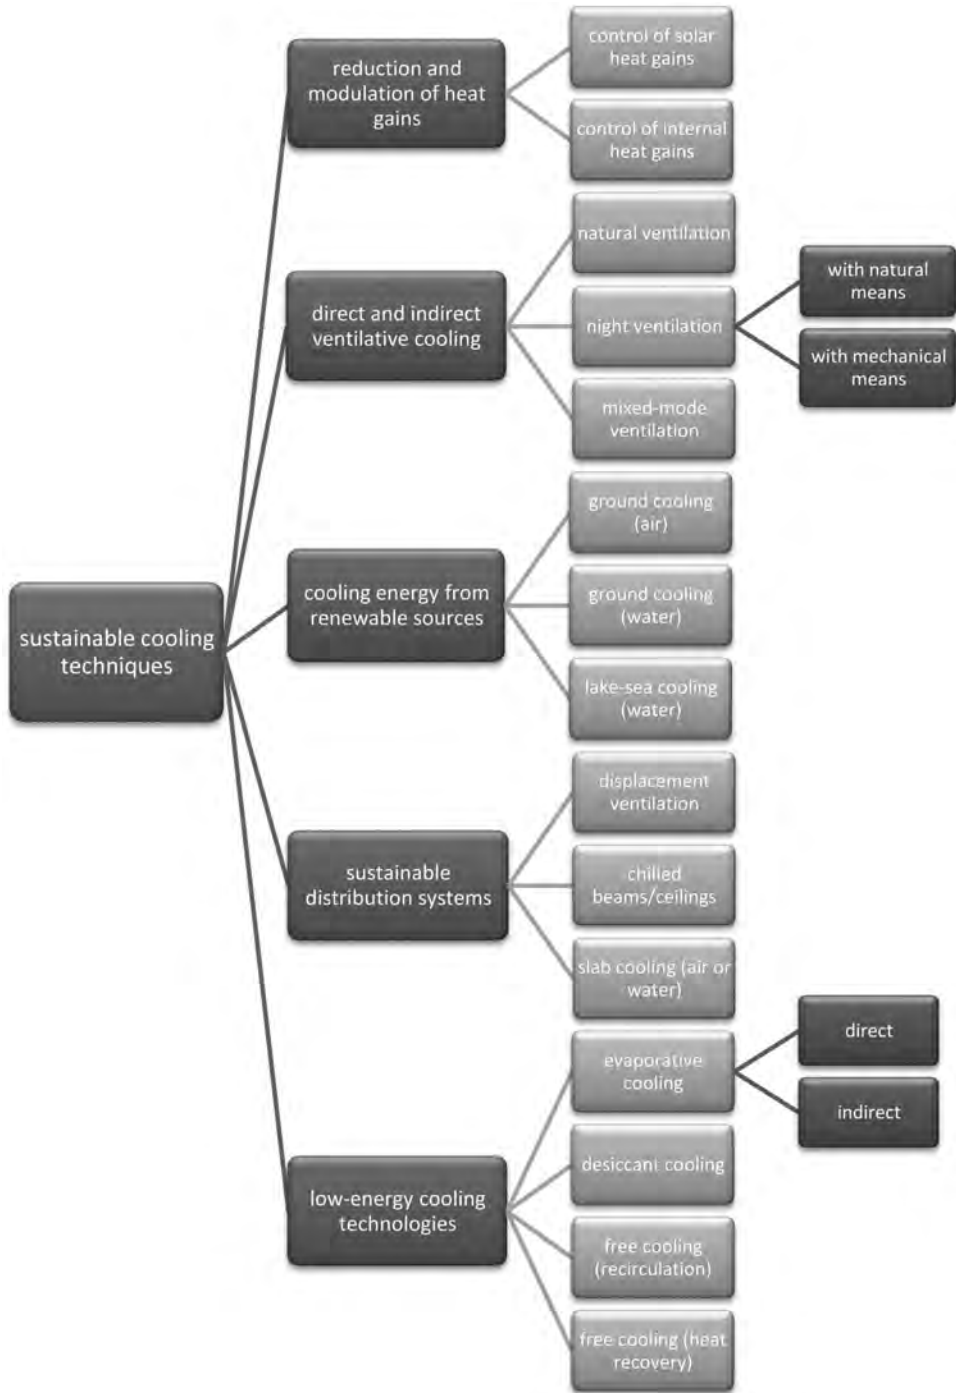 reduction and
modulation of heat
gains
control of solar
heat gains
control of internal
heat gains
direct and indirect
ventilative cooling
natural ventilation
night ventilation
with natural
means
with mechanical
means
mixed-mode
ventilation
sustainable cooling
techniques
cooling energy from
renewable sources
ground cooling
(air)
ground cooling
(water)
lake-sea cooling
(water)
sustainable
distribution systems
displacement
ventilation
chilled
beams/ceilings
slab cooling (air or
water)
low-energy cooling
technologies
evaporative
cooling
direct
indirect
desiccant cooling
free cooling
(recirculation)
free cooling (heat
recovery)